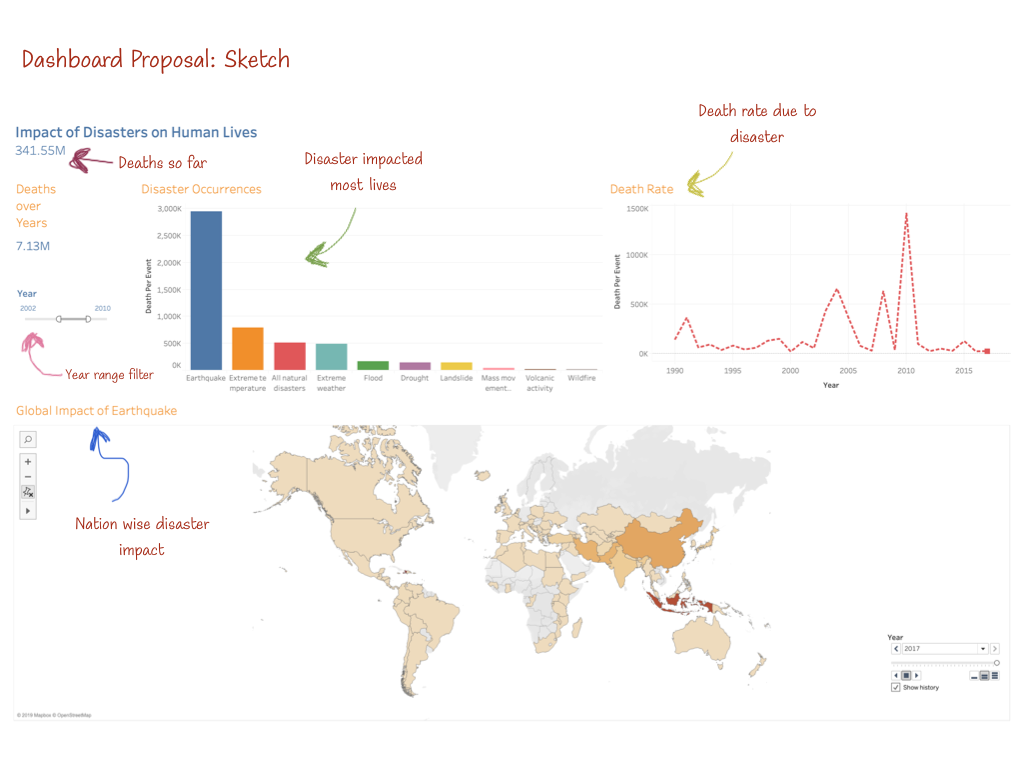 Dashboard Proposal: Sketch
Death rate due to
disaster
Impact of Disasters on Human Lives
341.55M
Deaths so far
Disaster impacted
most lives
Deaths
over
Years
7.13M
Year
2002 2010
Year range filter
Disaster Occurrences
Death Per Event
3,000K
2,500K
2,000K
1,500K
1,000K
500K
0K
Earthquake Extreme te All natural Extreme Flood Drought Landslide Mass mov Volcanic Wildfire
mperature disasters weather ement.. activity
Death Rate
Death Per Event
1500K
1000K
500K
0K
1990 1995 2000 2005 2010 2015
Year
Global Impact of Earthquake
Nation wise disaster
impact
Year
2017
Show history
© 2019 Mapbox © OpenStreetMap